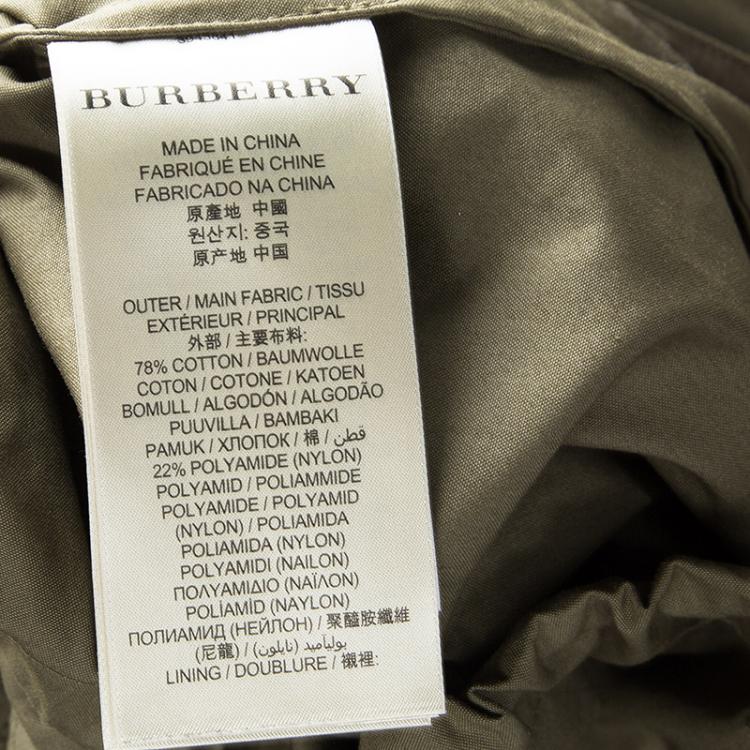 BURBERRY
MADE IN CHINA
FABRIQUÉ EN CHINE
FABRICADO NA CHINA
原產地 中國
원산지: 중국
原产地 中国
OUTER / MAIN FABRIC / TISSU
EXTÉRIEUR / PRINCIPAL
外部 / 主要布料:
78% COTTON / BAUMWOLLE
COTON / COTONE / KATOEN
BOMULL / ALGODÓN / ALGODÃO
PUUVILLA / BAMBAKI
PAMUK / ХЛОПОК / 棉 / قطن
22% POLYAMIDE (NYLON)
POLYAMID / POLIAMMIDE
POLYAMIDE / POLYAMID
(NYLON) / POLIAMIDA
POLIAMIDA (NYLON)
POLYAMIDI (NAILON)
ΠΟΛΥΑΜΙΔΙΟ (ΝΑΪΛΟΝ)
POLİAMİD (NAYLON)
ПОЛИАМИД (НЕЙЛОН) / 聚醯胺纖維
(尼龍) / بولياميد (نايلون)
LINING / DOUBLURE / 襯裡: